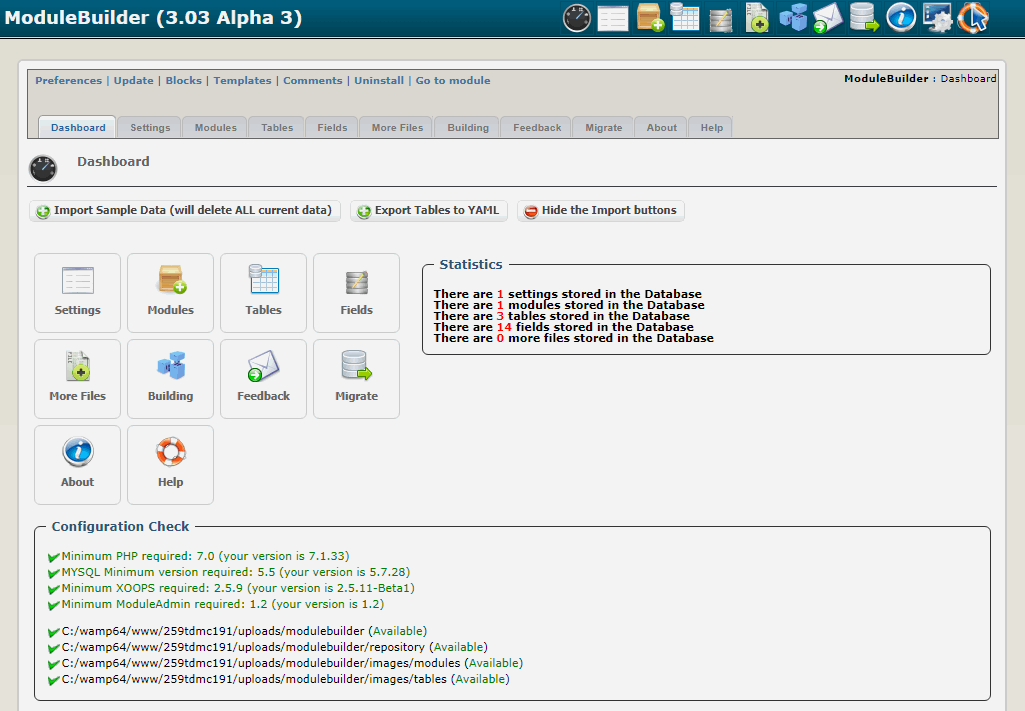 ModuleBuilder (3.03 Alpha 3)
Preferences | Update | Blocks | Templates | Comments | Uninstall | Go to module
ModuleBuilder : Dashboard
Dashboard Settings Modules Tables Fields More Files Building Feedback Migrate About Help
Dashboard
Import Sample Data (will delete ALL current data) Export Tables to YAML Hide the Import buttons
Settings Modules Tables Fields
More Files Building Feedback Migrate
About Help
Statistics
There are 1 settings stored in the Database
There are 1 modules stored in the Database
There are 3 tables stored in the Database
There are 14 fields stored in the Database
There are 0 more files stored in the Database
Configuration Check
Minimum PHP required: 7.0 (your version is 7.1.33)
MYSQL Minimum version required: 5.5 (your version is 5.7.28)
Minimum XOOPS required: 2.5.9 (your version is 2.5.11-Beta1)
Minimum ModuleAdmin required: 1.2 (your version is 1.2)
C:/wamp64/www/259tdmc191/uploads/modulebuilder (Available)
C:/wamp64/www/259tdmc191/uploads/modulebuilder/repository (Available)
C:/wamp64/www/259tdmc191/uploads/modulebuilder/images/modules (Available)
C:/wamp64/www/259tdmc191/uploads/modulebuilder/images/tables (Available)